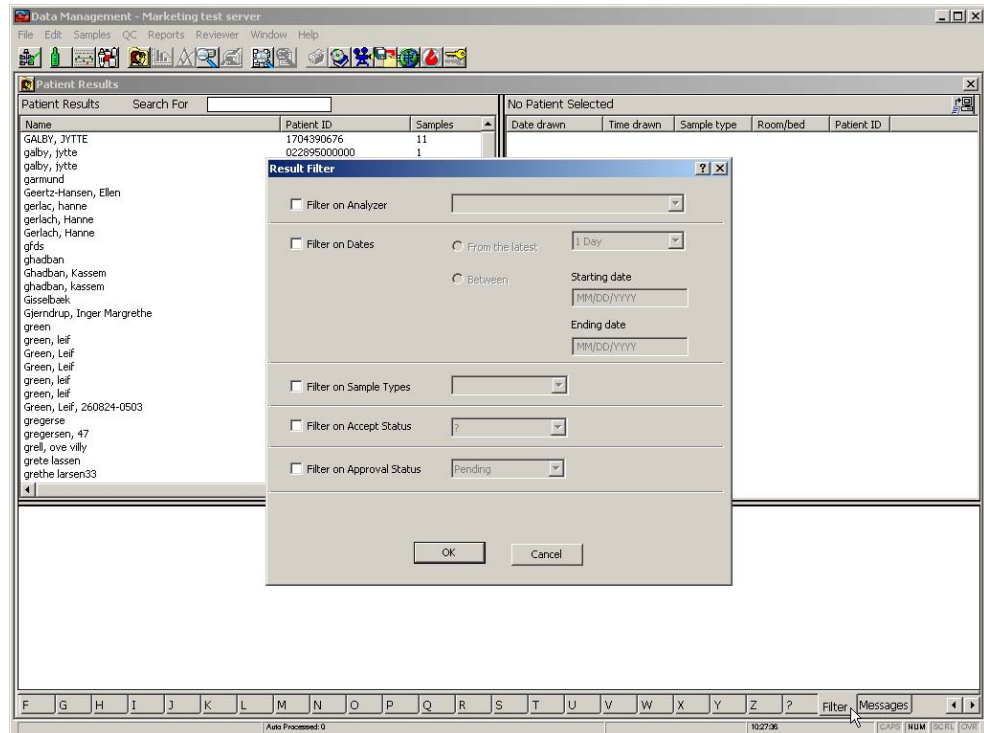 Data Management - Marketing test server
File Edit Samples QC Reports Reviewer Window Help
Patient Results
Patient Results Search For
No Patient Selected
Name Patient ID Samples
Date drawn Time drawn Sample type Room/bed Patient ID
GALBY, JYTTE 1704390676 11
galby, jytte 022895000000 1
galby, jytte
garmund
Geertz-Hansen, Ellen
gerlac, hanne
gerlach, Hanne
Gerlach, Hanne
gfds
ghadban
Ghadban, Kassem
ghadban, kassem
Gisselbæk
Gjerndrup, Inger Margrethe
green
green, leif
Green, Leif
Green, Leif
green, leif
green, leif
Green, Leif, 260824-0503
gregerse
gregersen, 47
grell, ove villy
grete lassen
grethe larsen33
Result Filter
Filter on Analyzer
Filter on Dates From the latest 1 Day
Between Starting date
MM/DD/YYYY
Ending date
MM/DD/YYYY
Filter on Sample Types
Filter on Accept Status ?
Filter on Approval Status Pending
OK Cancel
F G H I J K L M N O P Q R S T U V W X Y Z ? Filter Messages
Auto Processed: 0 10:27:36 CAPS NUM SCRL OVR